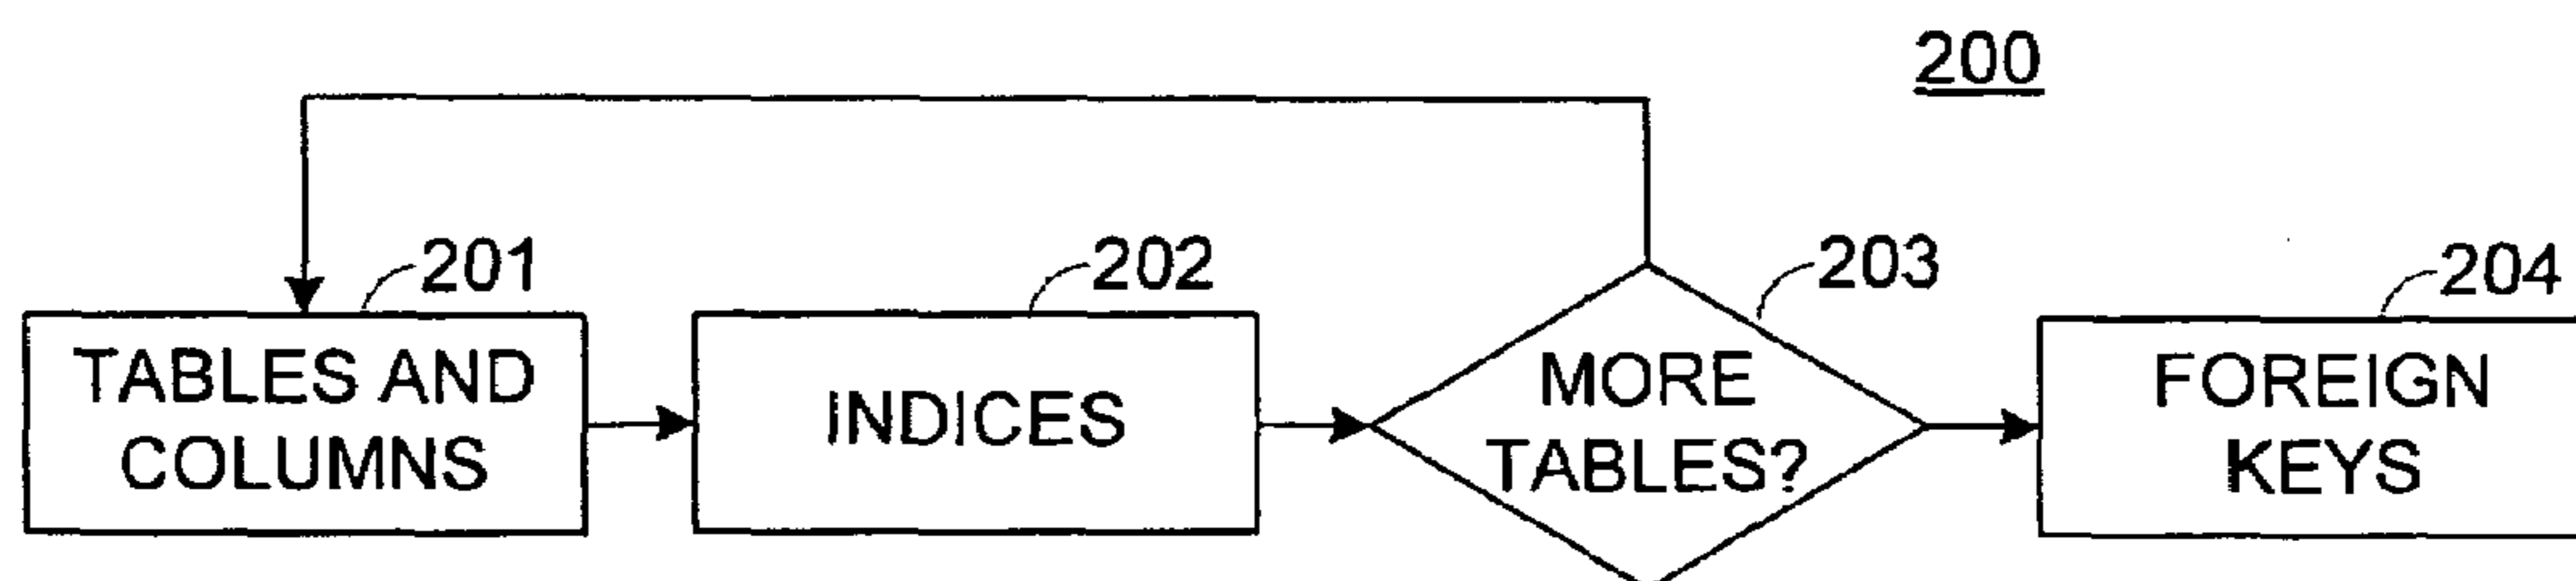 200
201
202
203
204
TABLES AND
COLUMNS
INDICES
MORE
TABLES?
FOREIGN
KEYS